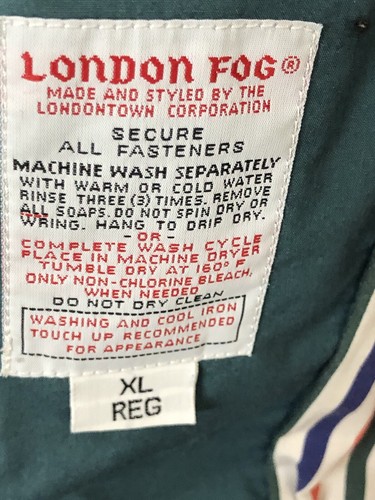 LONDON FOG®
MADE AND STYLED BY THE
LONDONTOWN CORPORATION
SECURE
ALL FASTENERS
MACHINE WASH SEPARATELY
WITH WARM OR COLD WATER
RINSE THREE (3) TIMES. REMOVE
ALL SOAPS. DO NOT SPIN DRY OR
WRING. HANG TO DRIP DRY.
-OR-
COMPLETE WASH CYCLE
PLACE IN MACHINE DRYER
TUMBLE DRY AT 160° F
ONLY NON-CHLORINE BLEACH,
WHEN NEEDED
DO NOT DRY CLEAN
WASHING AND COOL IRON
TOUCH UP RECOMMENDED
FOR APPEARANCE
XL
REG